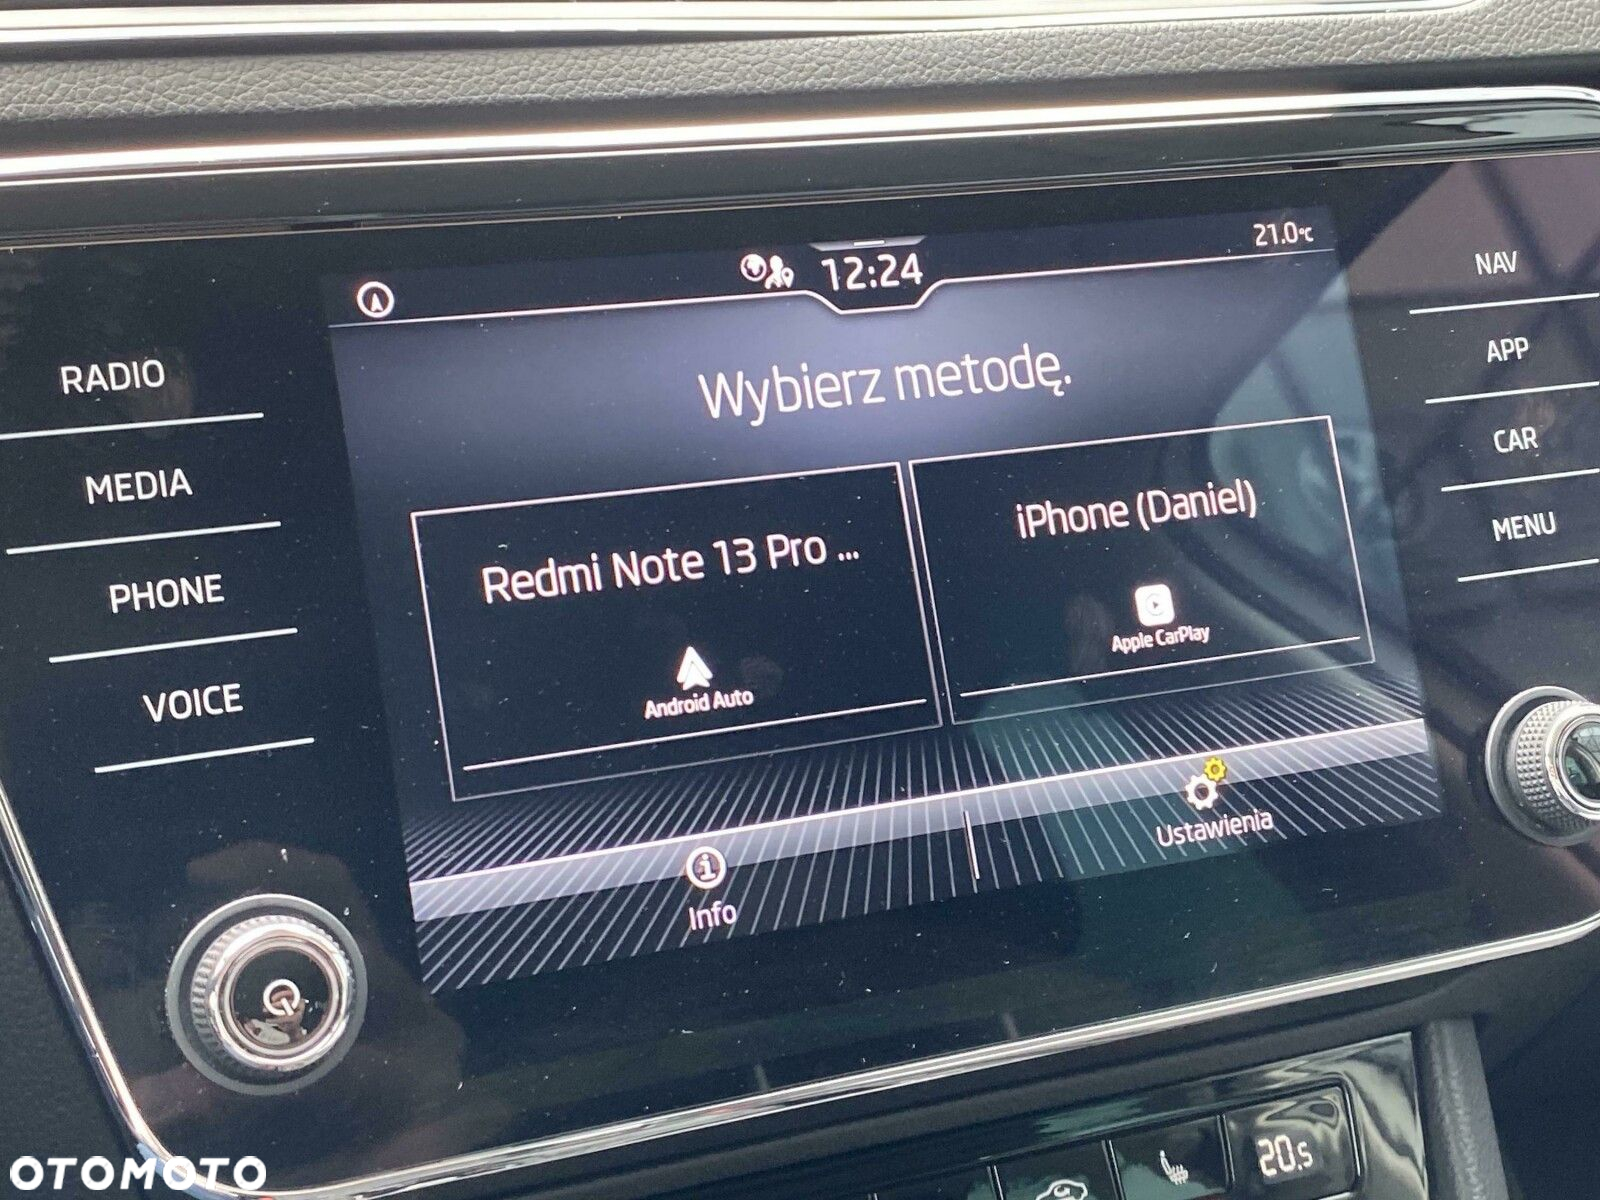 21.0°C
12:24
NAV
RADIO
Wybierz metodę.
APP
MEDIA
Redmi Note 13 Pro ...
iPhone (Daniel)
CAR
PHONE
Android Auto
Apple CarPlay
MENU
VOICE
Info
Ustawienia
20.5
OTOMOTO